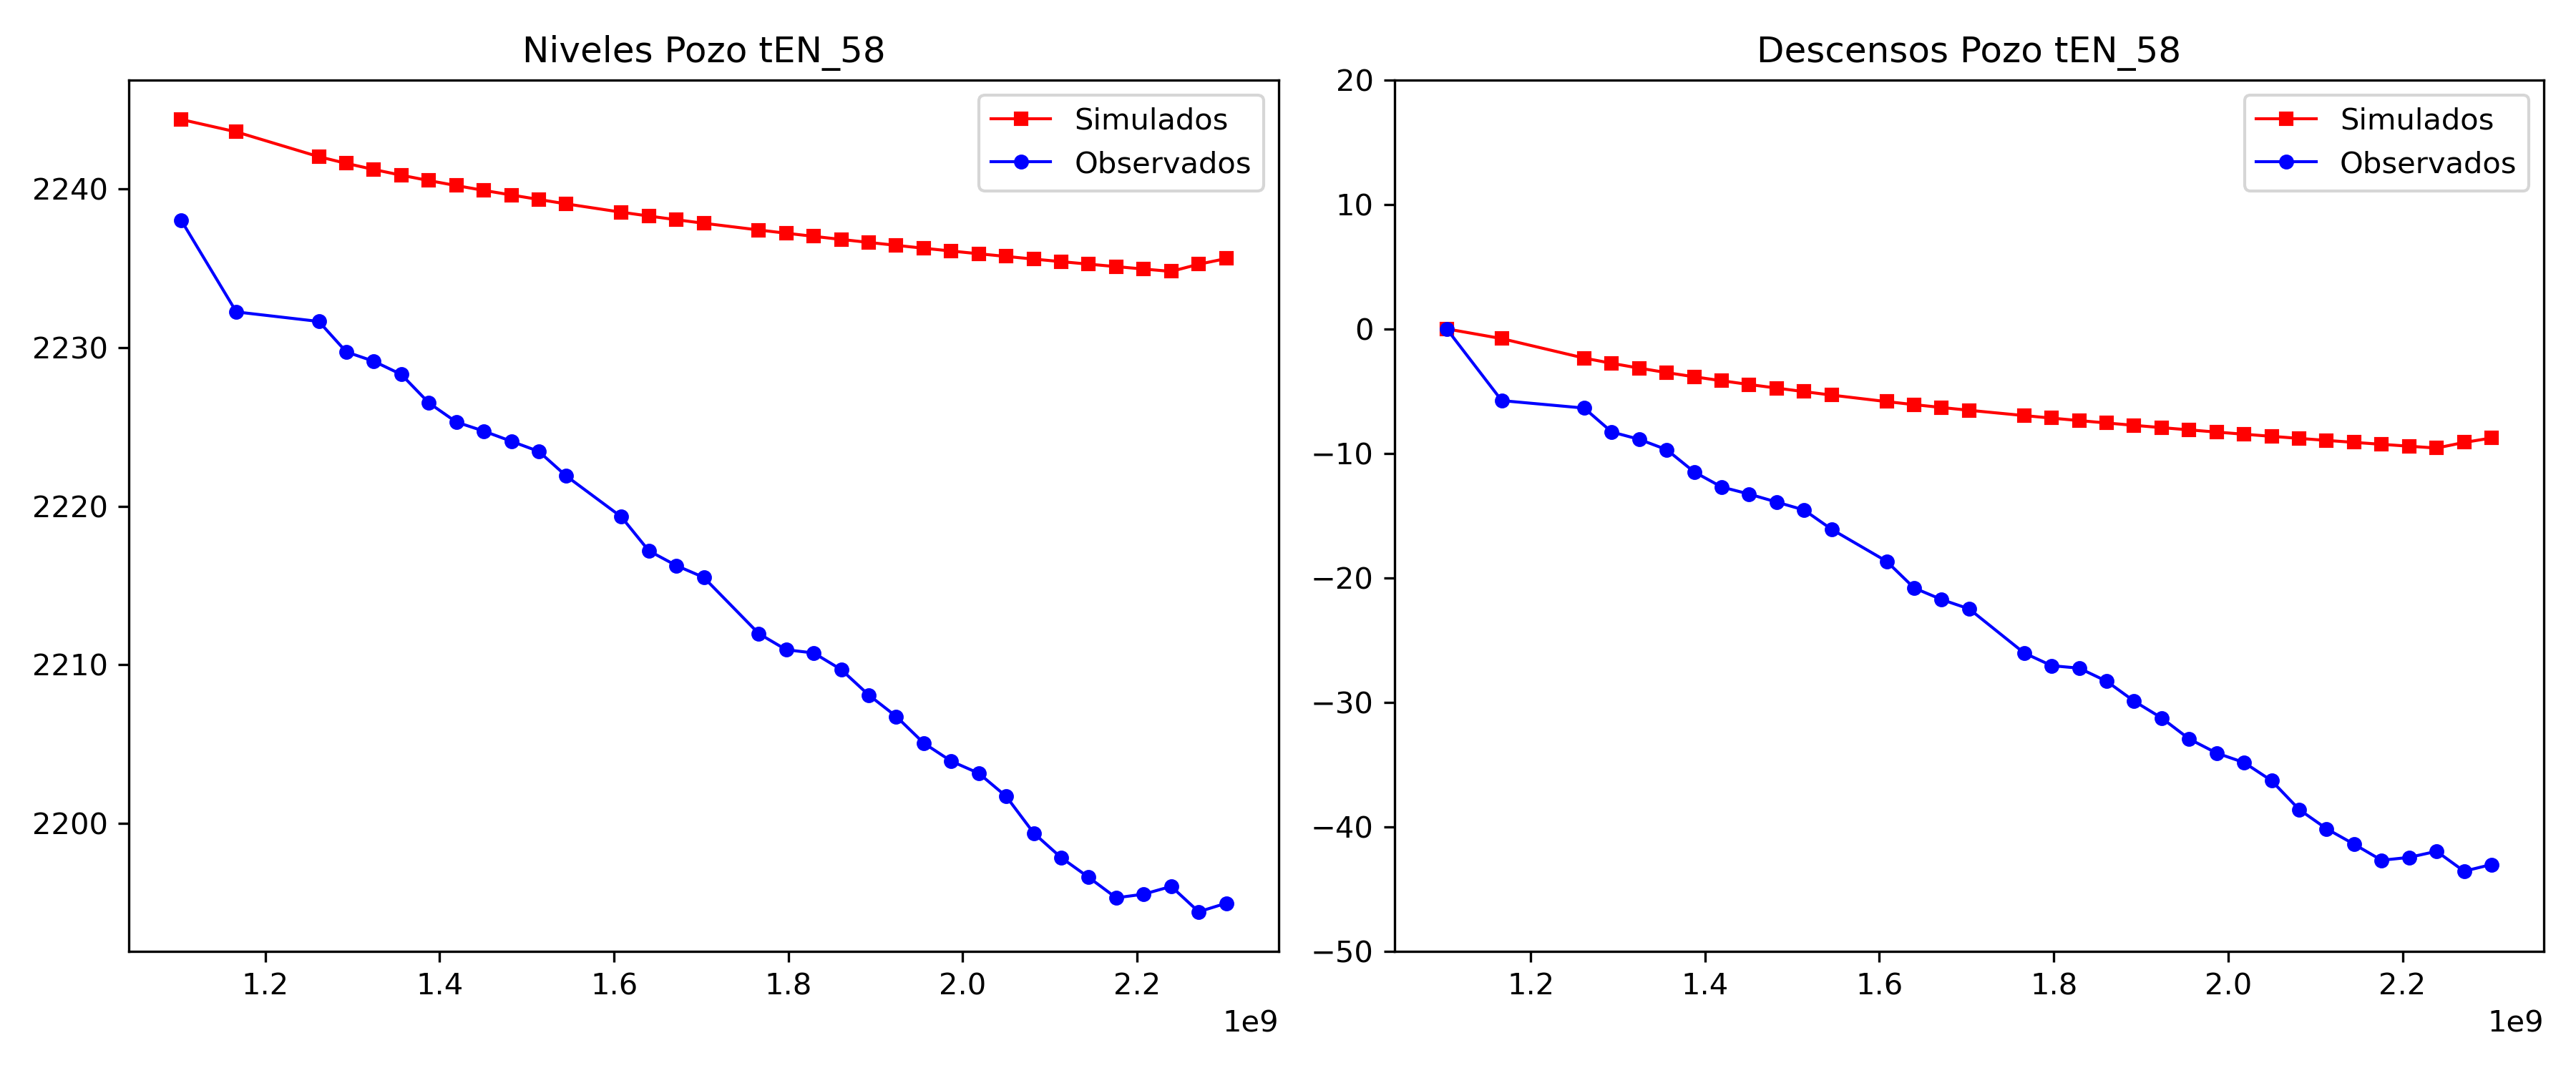 Niveles Pozo tEN_58
Simulados
Observados
2240
2230
2220
2210
2200
1.2 1.4 1.6 1.8 2.0 2.2
1e9
Descensos Pozo tEN_58
Simulados
Observados
20
10
0
−10
−20
−30
−40
−50
1.2 1.4 1.6 1.8 2.0 2.2
1e9